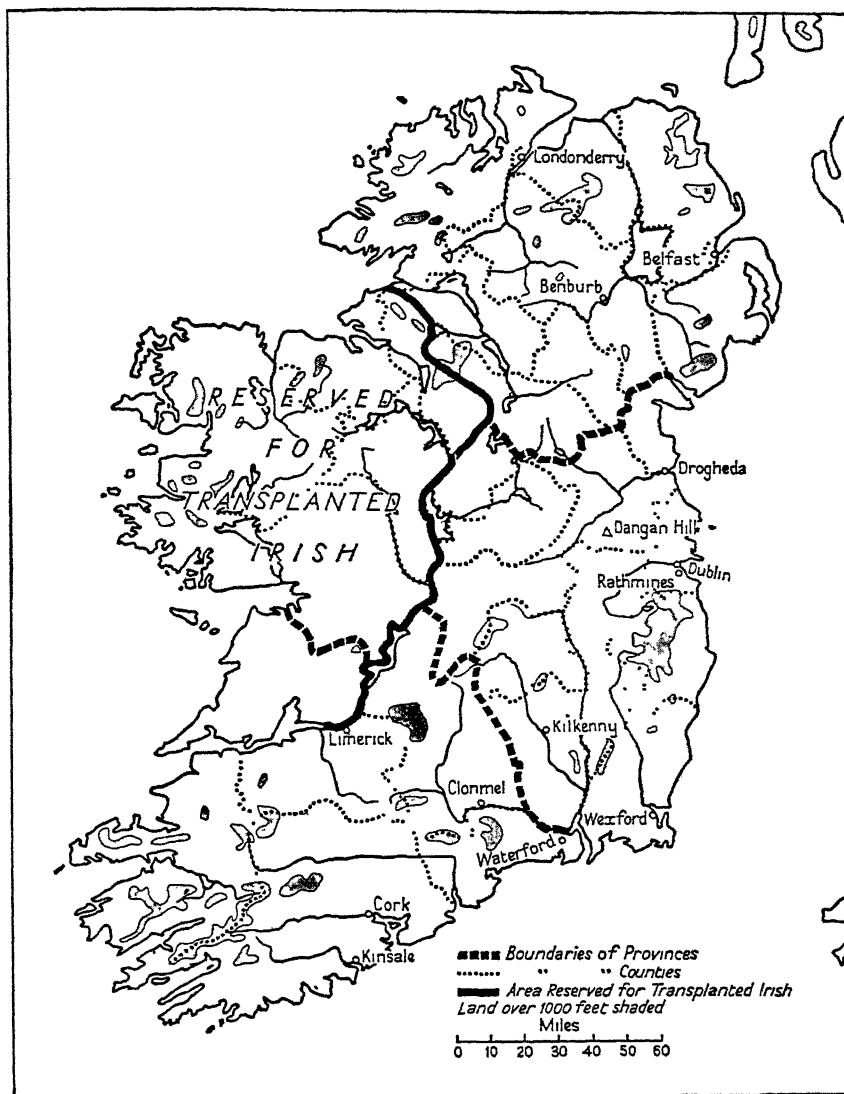 Londonderry
Belfast
Benburb
RESERVED
FOR
TRANSPLANTED
IRISH
Drogheda
Dangan Hill
Dublin
Rathmines
Kilkenny
Limerick
Clonmel
Wexford
Waterford
Cork
Kinsale
Boundaries of Provinces
" " Counties
Area Reserved for Transplanted Irish
Land over 1000 feet shaded
Miles
0 10 20 30 40 50 60